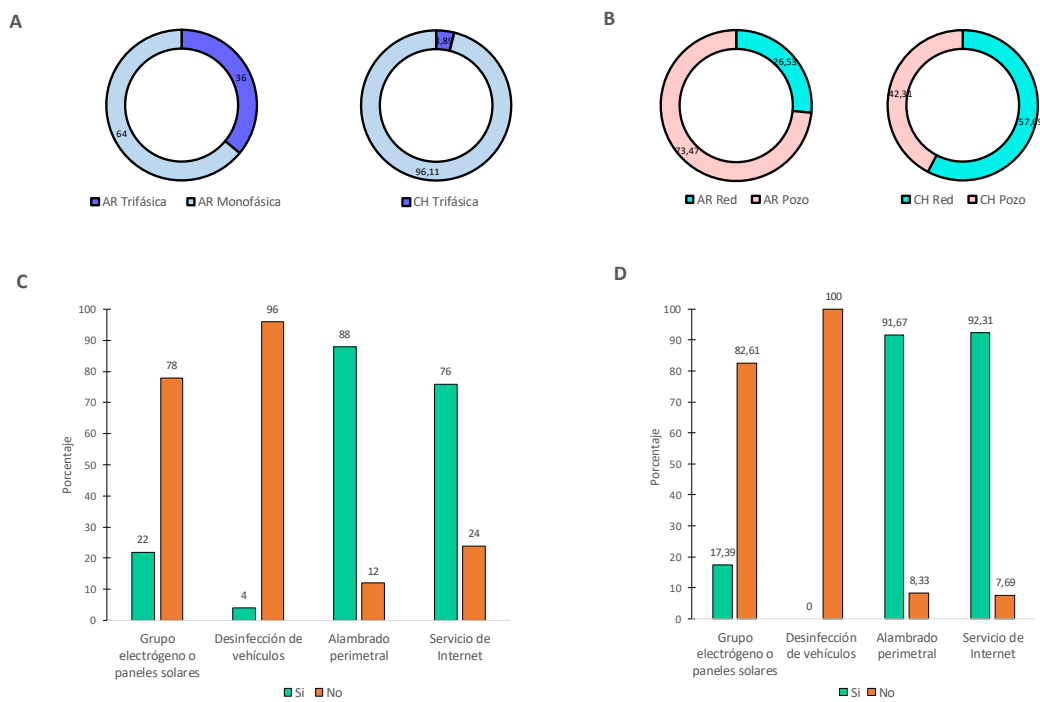 A
36
64
AR Trifásica AR Monofásica
96,11
CH Trifásica
B
26,53
73,47
AR Red AR Pozo
42,31
CH Red CH Pozo
C
Porcentaje
100
90
80
70
60
50
40
30
20
10
0
22
78
4
96
88
12
76
24
Grupo
electrógeno o
paneles solares
Desinfección de
vehículos
Alambrado
perimetral
Servicio de
Internet
Si No
D
Porcentaje
100
90
80
70
60
50
40
30
20
10
0
17,39
82,61
0
100
91,67
8,33
92,31
7,69
Grupo
electrógeno o
paneles solares
Desinfección
de vehículos
Alambrado
perimetral
Servicio de
Internet
Si No